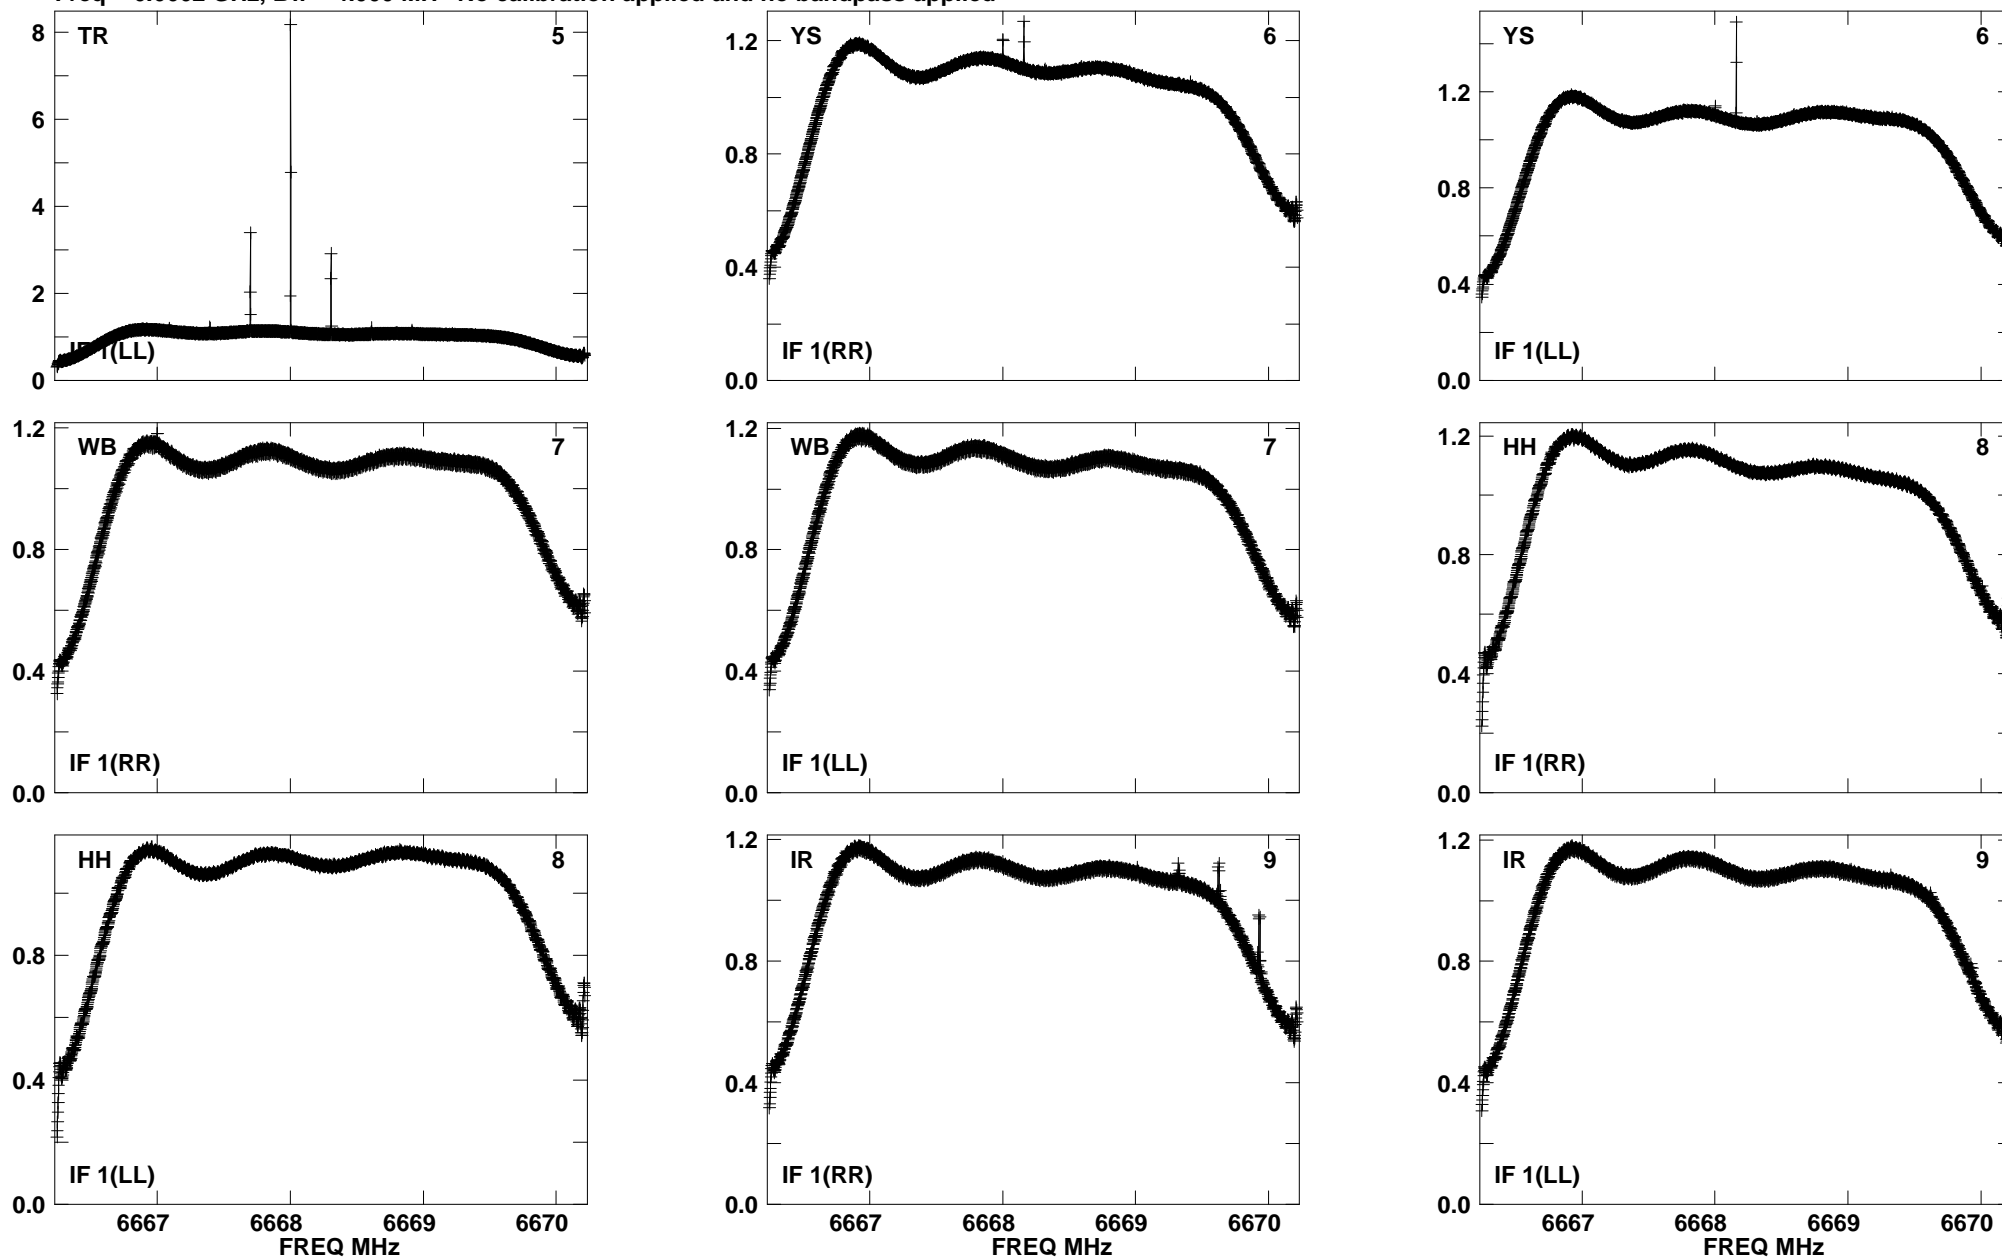 calibration applied and no bandpass applied
TR 5
8
6
4
2
0
IF 1(LL)
YS 6
1.2
0.8
0.4
0.0
IF 1(RR)
YS 6
1.2
0.8
0.4
0.0
IF 1(LL)
WB 7
1.2
0.8
0.4
0.0
IF 1(RR)
WB 7
1.2
0.8
0.4
0.0
IF 1(LL)
HH 8
1.2
0.8
0.4
0.0
IF 1(RR)
HH 8
0.8
0.4
0.0
IF 1(LL)
6667 6668 6669 6670
FREQ MHz
IR 9
1.2
0.8
0.4
0.0
IF 1(RR)
6667 6668 6669 6670
FREQ MHz
IR 9
1.2
0.8
0.4
0.0
IF 1(LL)
6667 6668 6669 6670
FREQ MHz